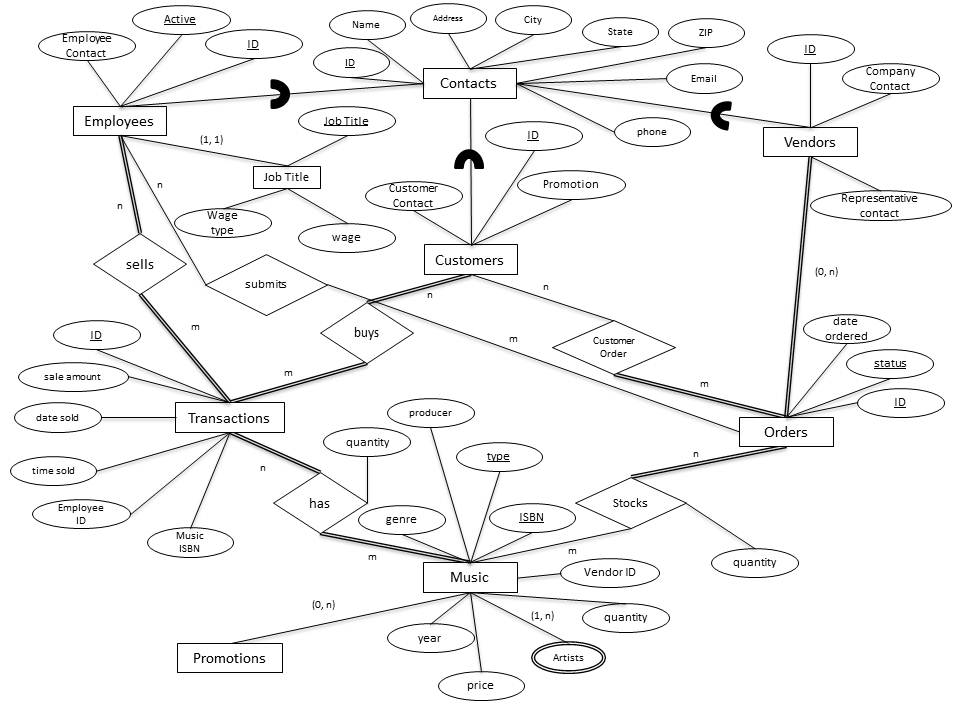 Active
Employee
Contact
ID
Name
Address
City
State
ZIP
ID
Email
phone
Contacts
ID
Company
Contact
Employees
Vendors
(1, 1)
Job Title
Job Title
Wage
type
wage
ID
Promotion
Customer
Contact
Representative
contact
Customers
n
n
sells
submits
n
n
(0, n)
m
buys
m
Customer
Order
date
ordered
status
ID
ID
sale amount
date sold
time sold
Employee
ID
Music
ISBN
Transactions
m
m
Orders
producer
quantity
type
n
n
has
genre
ISBN
Stocks
quantity
m
m
Music
Vendor ID
quantity
(0, n)
(1, n)
year
Artists
price
Promotions